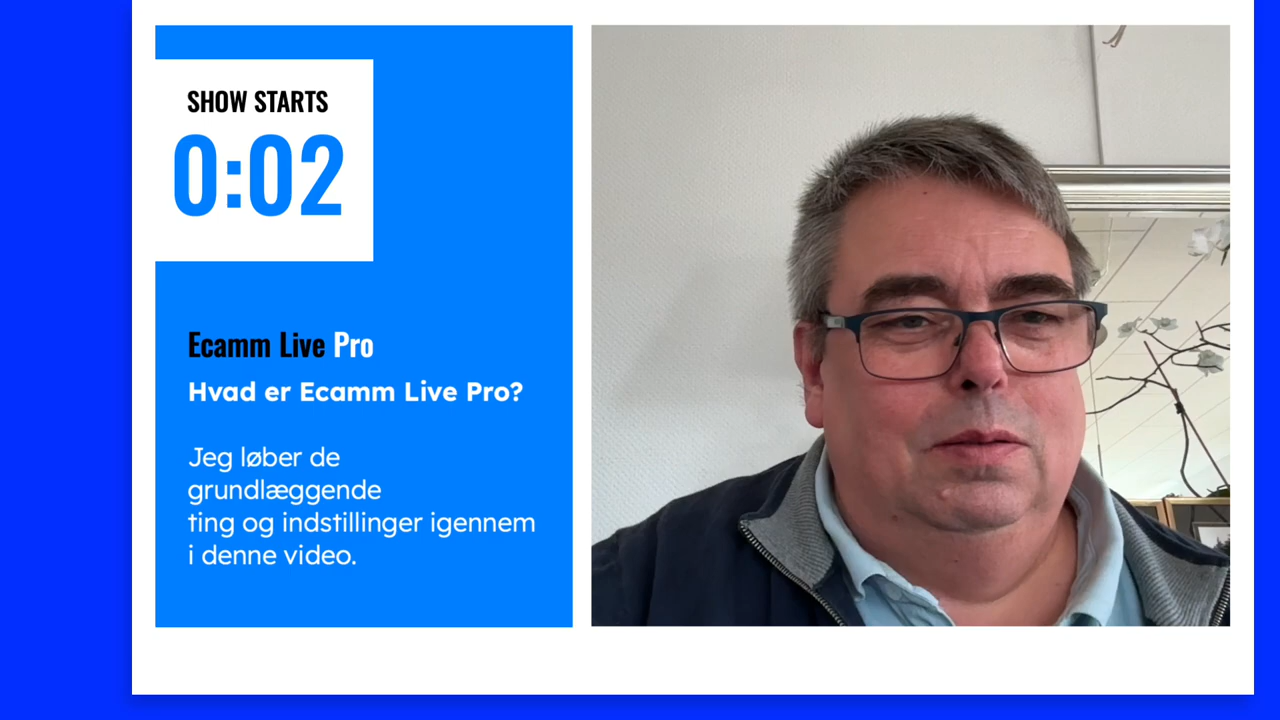 SHOW STARTS
0:02
Ecamm Live Pro
Hvad er Ecamm Live Pro?
Jeg løber de
grundlæggende
ting og indstillinger igennem
i denne video.